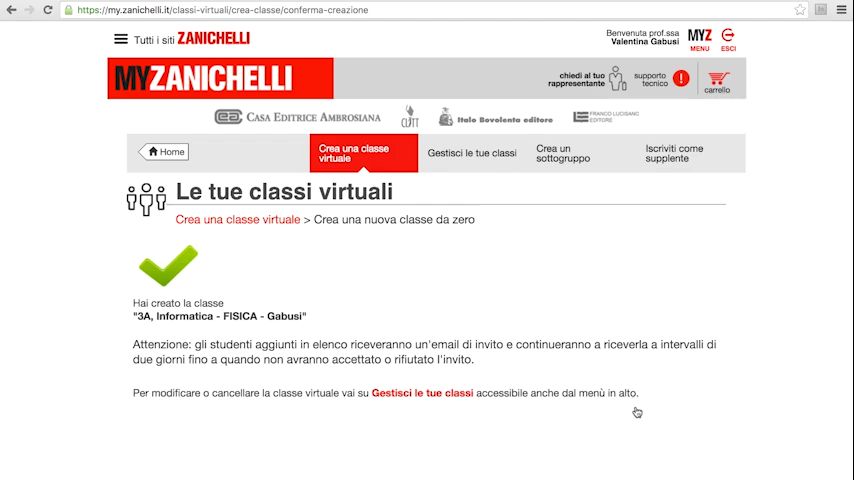 https://my.zanichelli.it/classi-virtuali/crea-classe/conferma-creazione
Tutti i siti ZANICHELLI
Benvenuta prof.ssa
Valentina Gabusi
MYZ
MENU
ESCI
MYZANICHELLI
chiedi al tuo
rappresentante
supporto
tecnico
carrello
CASA EDITRICE AMBROSIANA
CLITT
Italo Bovolenta editore
FRANCO LUCISANO
EDITORE
Home
Crea una classe
virtuale
Gestisci le tue classi
Crea un
sottogruppo
Iscriviti come
supplente
Le tue classi virtuali
Crea una classe virtuale > Crea una nuova classe da zero
Hai creato la classe
"3A, Informatica - FISICA - Gabusi"
Attenzione: gli studenti aggiunti in elenco riceveranno un'email di invito e continueranno a riceverla a intervalli di
due giorni fino a quando non avranno accettato o rifiutato l'invito.
Per modificare o cancellare la classe virtuale vai su Gestisci le tue classi accessibile anche dal menù in alto.